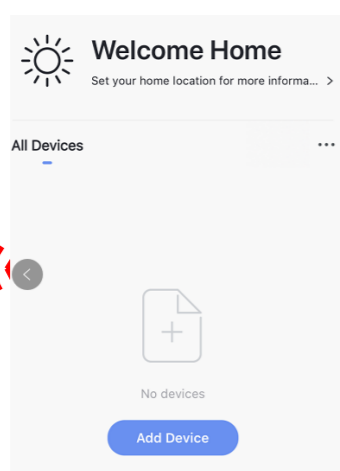 Welcome Home
Set your home location for more informa... >
All Devices
No devices
Add Device